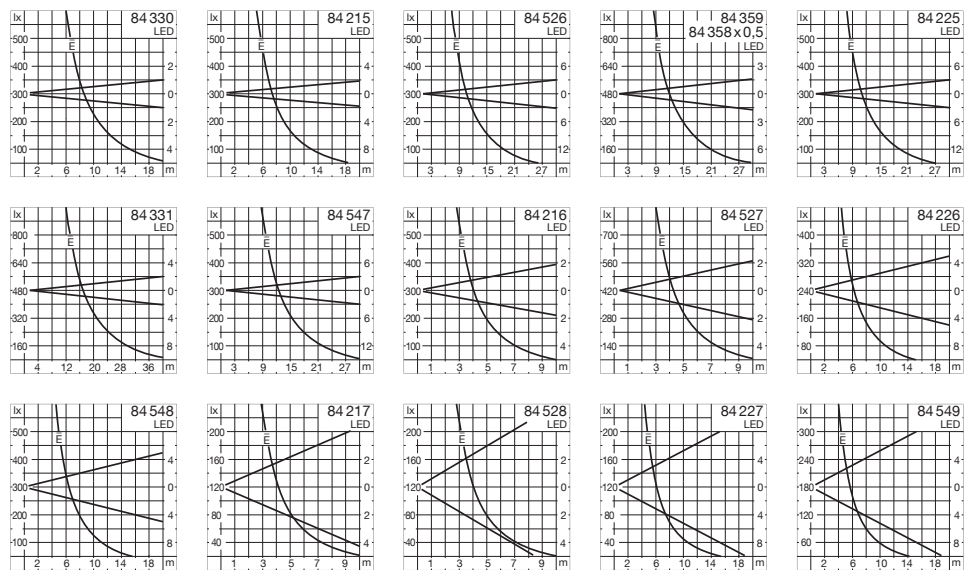 lx 84 330
LED
Ē
500
400 2
300 0
200 2
100 4
2 6 10 14 18 m
lx 84 215
LED
Ē
500
400 4
300 0
200 4
100 8
2 6 10 14 18 m
lx 84 526
LED
Ē
500
400 6
300 0
200 6
100 12
3 9 15 21 27 m
lx 84 359
84 358 x 0,5
LED
Ē
800
640 3
480 0
320 3
160 6
3 9 15 21 27 m
lx 84 225
LED
Ē
500
400 6
300 0
200 6
100 12
3 9 15 21 27 m
lx 84 331
LED
Ē
800
640 4
480 0
320 4
160 8
4 12 20 28 36 m
lx 84 547
LED
Ē
500
400 6
300 0
200 6
100 12
3 9 15 21 27 m
lx 84 216
LED
Ē
500
400 2
300 0
200 2
100 4
1 3 5 7 9 m
lx 84 527
LED
Ē
700
560 2
420 0
280 2
140 4
1 3 5 7 9 m
lx 84 226
LED
Ē
400
320 4
240 0
160 4
80 8
2 6 10 14 18 m
lx 84 548
LED
Ē
500
400 4
300 0
200 4
100 8
2 6 10 14 18 m
lx 84 217
LED
Ē
200
160 2
120 0
80 2
40 4
1 3 5 7 9 m
lx 84 528
LED
Ē
200
160 2
120 0
80 2
40 4
1 3 5 7 9 m
lx 84 227
LED
Ē
200
160 4
120 0
80 4
40 8
2 6 10 14 18 m
lx 84 549
LED
Ē
300
240 4
180 0
120 4
60 8
2 6 10 14 18 m